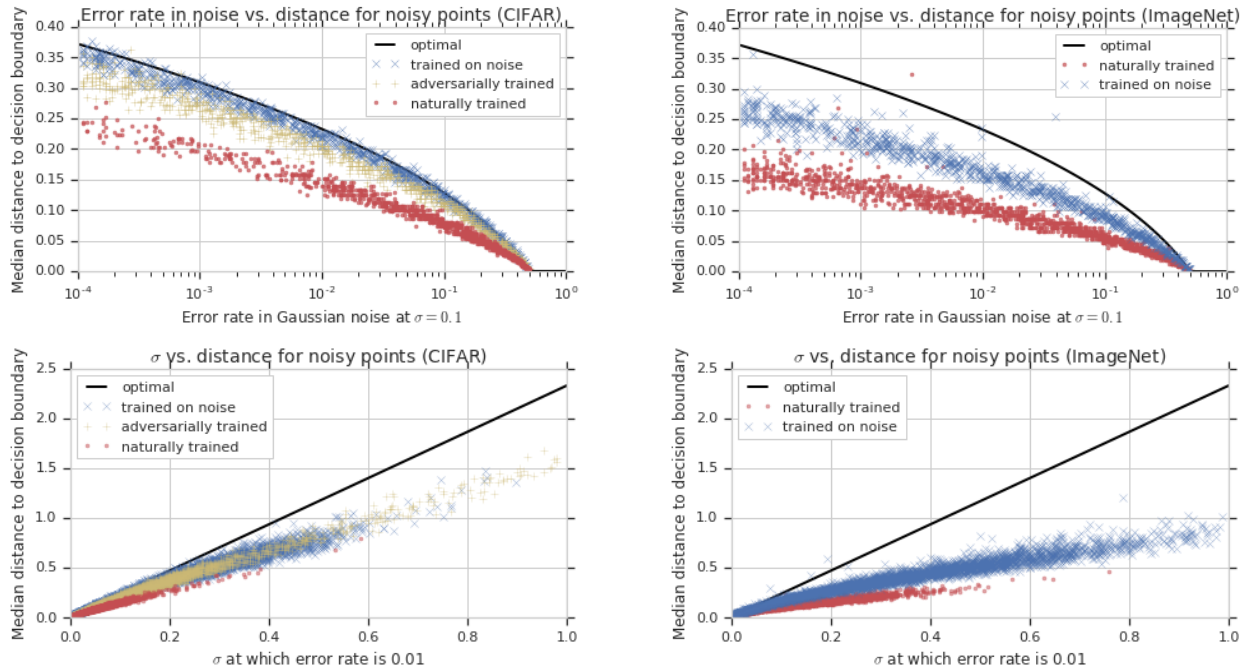 Error rate in noise vs. distance for noisy points (CIFAR)
Median distance to decision boundary
0.40
0.35
0.30
0.25
0.20
0.15
0.10
0.05
0.00
optimal
trained on noise
adversarially trained
naturally trained
10⁻⁴ 10⁻³ 10⁻² 10⁻¹ 10⁰
Error rate in Gaussian noise at σ = 0.1
Error rate in noise vs. distance for noisy points (ImageNet)
Median distance to decision boundary
0.40
0.35
0.30
0.25
0.20
0.15
0.10
0.05
0.00
optimal
naturally trained
trained on noise
10⁻⁴ 10⁻³ 10⁻² 10⁻¹ 10⁰
Error rate in Gaussian noise at σ = 0.1
σ vs. distance for noisy points (CIFAR)
Median distance to decision boundary
2.5
2.0
1.5
1.0
0.5
0.0
optimal
trained on noise
adversarially trained
naturally trained
0.0 0.2 0.4 0.6 0.8 1.0
σ at which error rate is 0.01
σ vs. distance for noisy points (ImageNet)
Median distance to decision boundary
2.5
2.0
1.5
1.0
0.5
0.0
optimal
naturally trained
trained on noise
0.0 0.2 0.4 0.6 0.8 1.0
σ at which error rate is 0.01